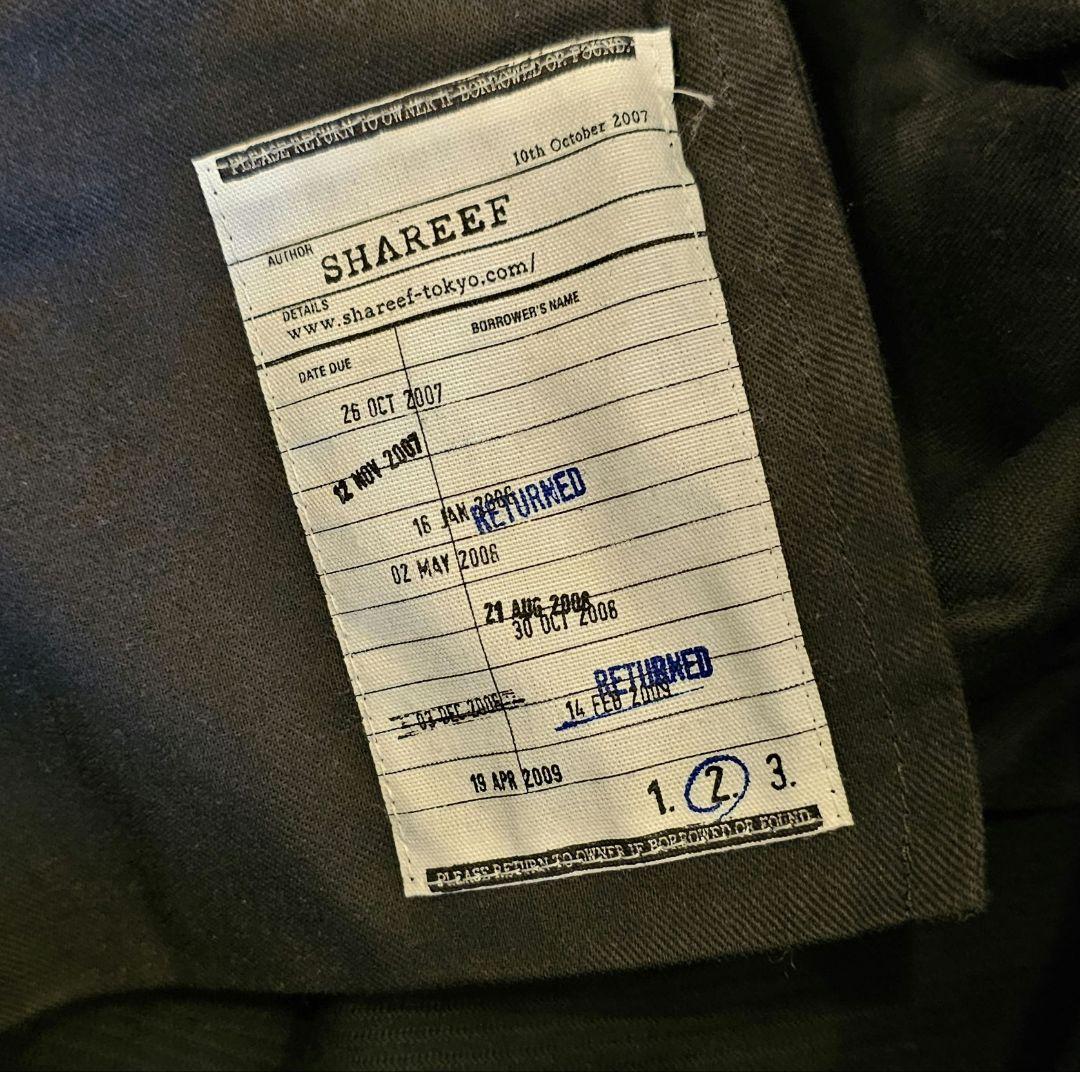 PLEASE RETURN TO OWNER IF BORROWED OR FOUND.
10th October 2007
AUTHOR SHAREEF
DETAILS
www.shareef-tokyo.com/
DATE DUE BORROWER'S NAME
26 OCT 2007
12 NOV 2007
RETURNED
16 JAN 2008
02 MAY 2008
21 AUG 2008
30 OCT 2008
RETURNED
03 DEC 2008
14 FEB 2009
19 APR 2009
1. 2. 3.
PLEASE RETURN TO OWNER IF BORROWED OR FOUND.